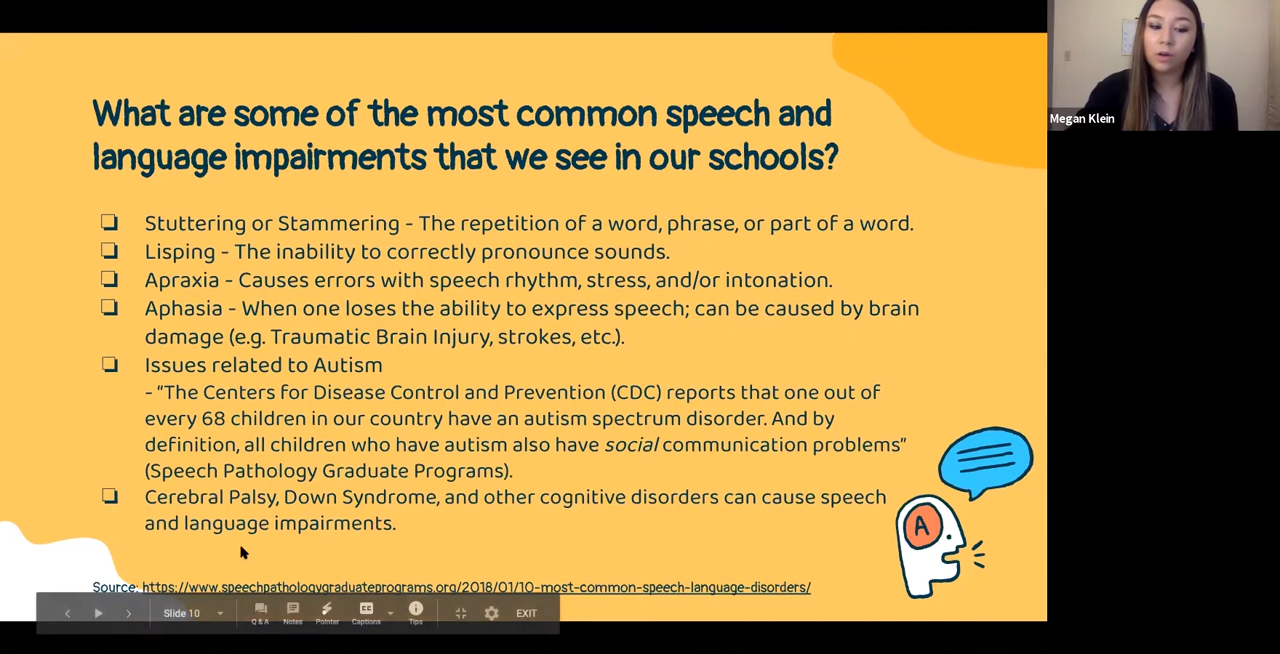 What are some of the most common speech and
language impairments that we see in our schools?
❏ Stuttering or Stammering - The repetition of a word, phrase, or part of a word.
❏ Lisping - The inability to correctly pronounce sounds.
❏ Apraxia - Causes errors with speech rhythm, stress, and/or intonation.
❏ Aphasia - When one loses the ability to express speech; can be caused by brain
damage (e.g. Traumatic Brain Injury, strokes, etc.).
❏ Issues related to Autism
- “The Centers for Disease Control and Prevention (CDC) reports that one out of
every 68 children in our country have an autism spectrum disorder. And by
definition, all children who have autism also have social communication problems”
(Speech Pathology Graduate Programs).
❏ Cerebral Palsy, Down Syndrome, and other cognitive disorders can cause speech
and language impairments.
A
Source: https://www.speechpathologygraduateprograms.org/2018/01/10-most-common-speech-language-disorders/
Slide 10
Q & A
Notes
Pointer
CC
Captions
Tips
EXIT
Megan Klein